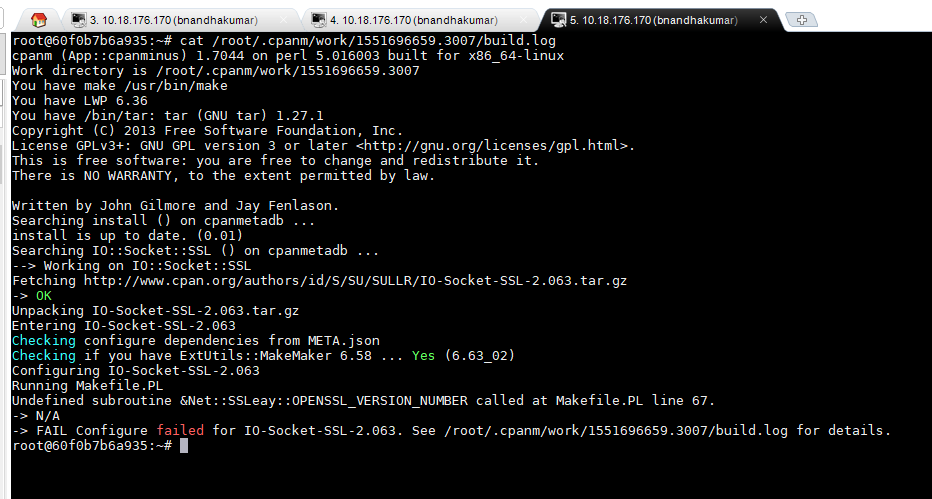 3. 10.18.176.170 (bnandhakumar)
4. 10.18.176.170 (bnandhakumar)
5. 10.18.176.170 (bnandhakumar)
root@60f0b7b6a935:~# cat /root/.cpanm/work/1551696659.3007/build.log
cpanm (App::cpanminus) 1.7044 on perl 5.016003 built for x86_64-linux
Work directory is /root/.cpanm/work/1551696659.3007
You have make /usr/bin/make
You have LWP 6.36
You have /bin/tar: tar (GNU tar) 1.27.1
Copyright (C) 2013 Free Software Foundation, Inc.
License GPLv3+: GNU GPL version 3 or later <http://gnu.org/licenses/gpl.html>.
This is free software: you are free to change and redistribute it.
There is NO WARRANTY, to the extent permitted by law.
Written by John Gilmore and Jay Fenlason.
Searching install () on cpanmetadb ...
install is up to date. (0.01)
Searching IO::Socket::SSL () on cpanmetadb ...
--> Working on IO::Socket::SSL
Fetching http://www.cpan.org/authors/id/S/SU/SULLR/IO-Socket-SSL-2.063.tar.gz
-> OK
Unpacking IO-Socket-SSL-2.063.tar.gz
Entering IO-Socket-SSL-2.063
Checking configure dependencies from META.json
Checking if you have ExtUtils::MakeMaker 6.58 ... Yes (6.63_02)
Configuring IO-Socket-SSL-2.063
Running Makefile.PL
Undefined subroutine &Net::SSLeay::OPENSSL_VERSION_NUMBER called at Makefile.PL line 67.
-> N/A
-> FAIL Configure failed for IO-Socket-SSL-2.063. See /root/.cpanm/work/1551696659.3007/build.log for details.
root@60f0b7b6a935:~#